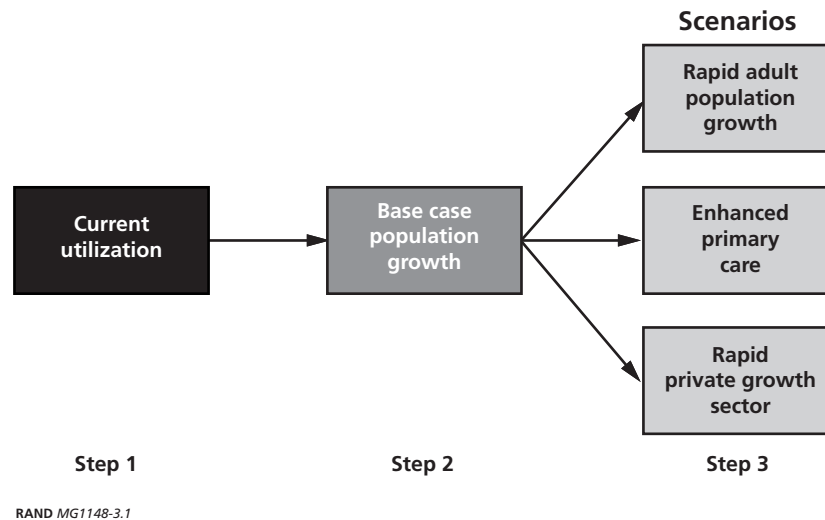 Scenarios
Rapid adult
population
growth
Current
utilization
Base case
population
growth
Enhanced
primary
care
Rapid
private growth
sector
Step 1
Step 2
Step 3
RAND MG1148-3.1